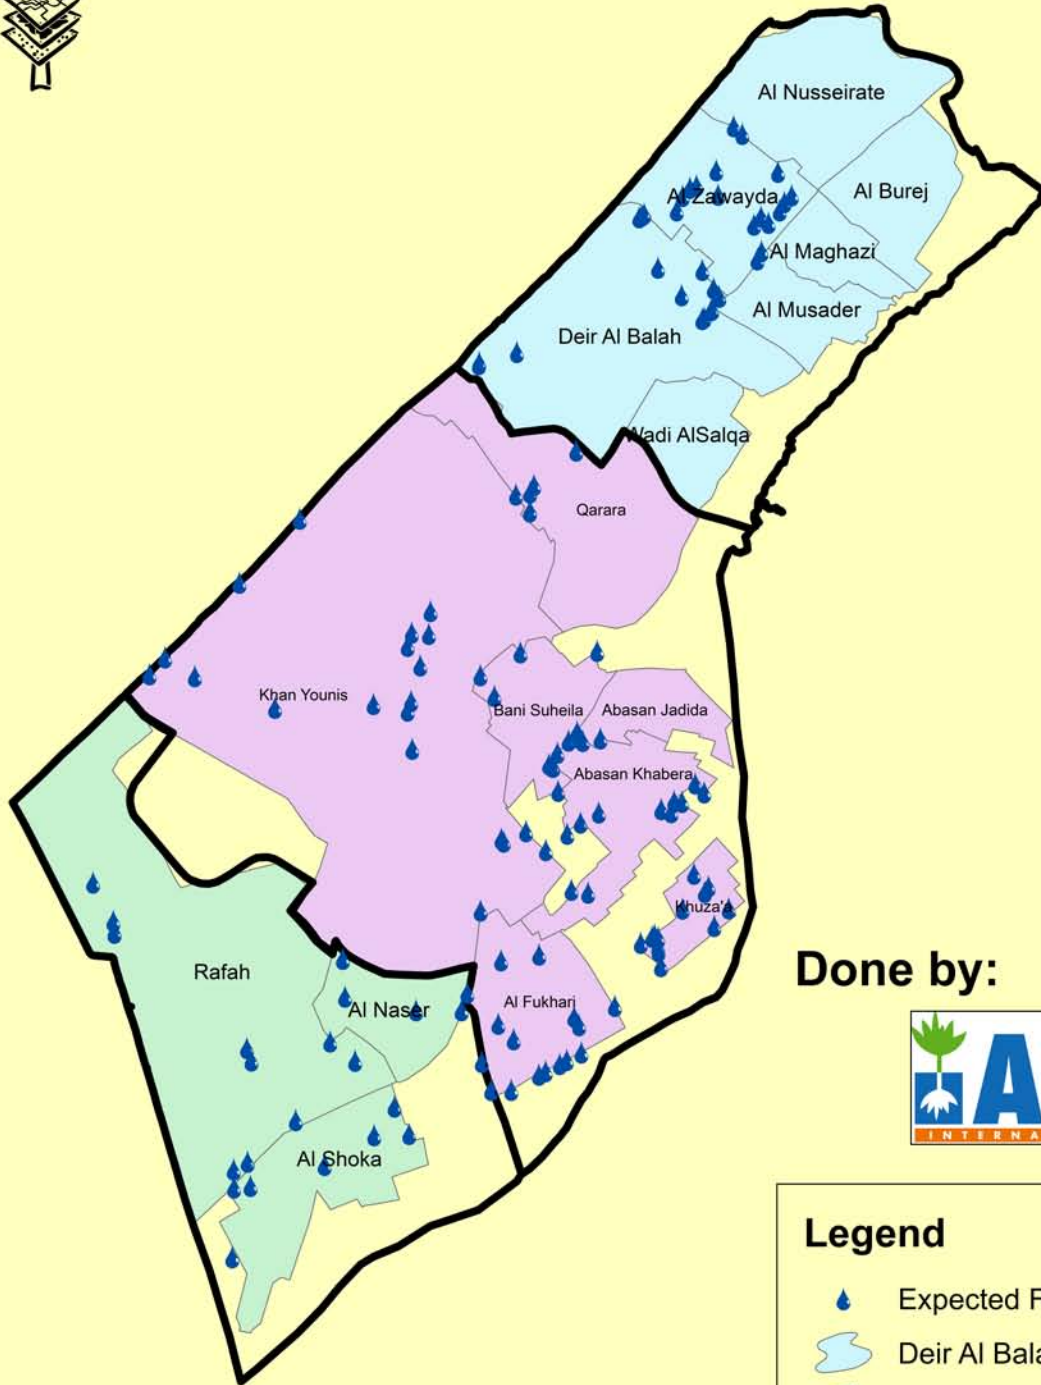 Al Nusseirate
Al Zawayda
Al Burej
Al Maghazi
Al Musader
Deir Al Balah
Wadi AlSalqa
Qarara
Khan Younis
Bani Suheila
Abasan Jadida
Abasan Khabera
Khuza'a
Done by:
Rafah
Al Naser
Al Fukhari
A
INTERNA
Al Shoka
Legend
Expected F
Deir Al Bala